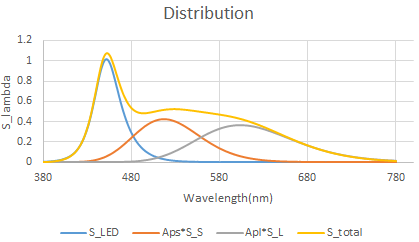 Distribution
1.2
1
0.8
0.6
0.4
0.2
0
S_lambda
380 480 580 680 780
Wavelength(nm)
S_LED Aps*S_S Apl*S_L S_total